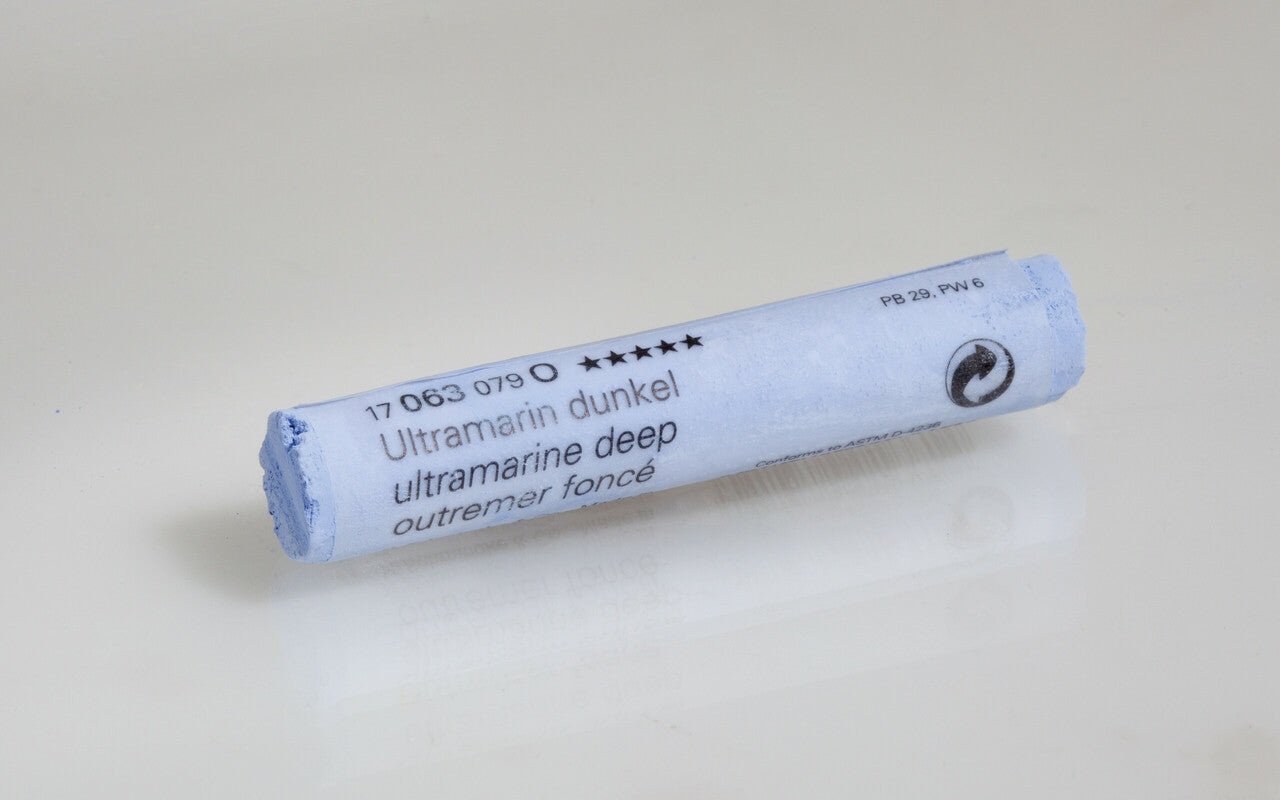 17 063 079 O ★★★★★
Ultramarin dunkel
ultramarine deep
outremer foncé
PB 29, PW 6
Conforms to ASTM D-4236